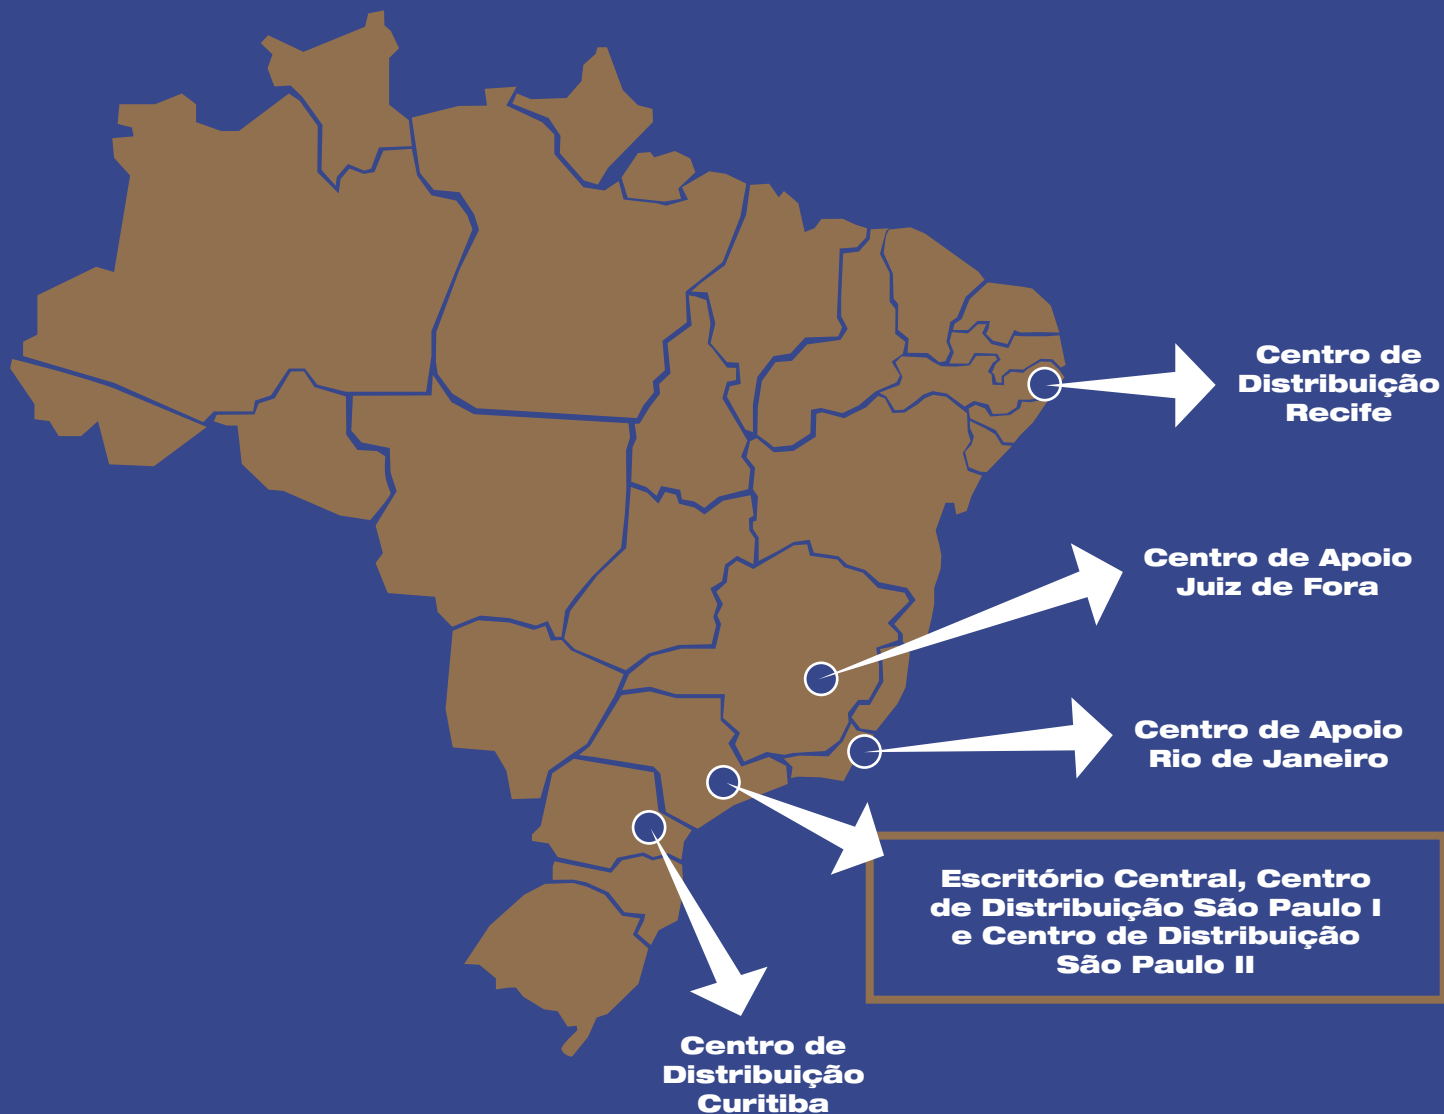 Centro de
Distribuição
Recife
Centro de Apoio
Juiz de Fora
Centro de Apoio
Rio de Janeiro
Escritório Central, Centro
de Distribuição São Paulo I
e Centro de Distribuição
São Paulo II
Centro de
Distribuição
Curitiba